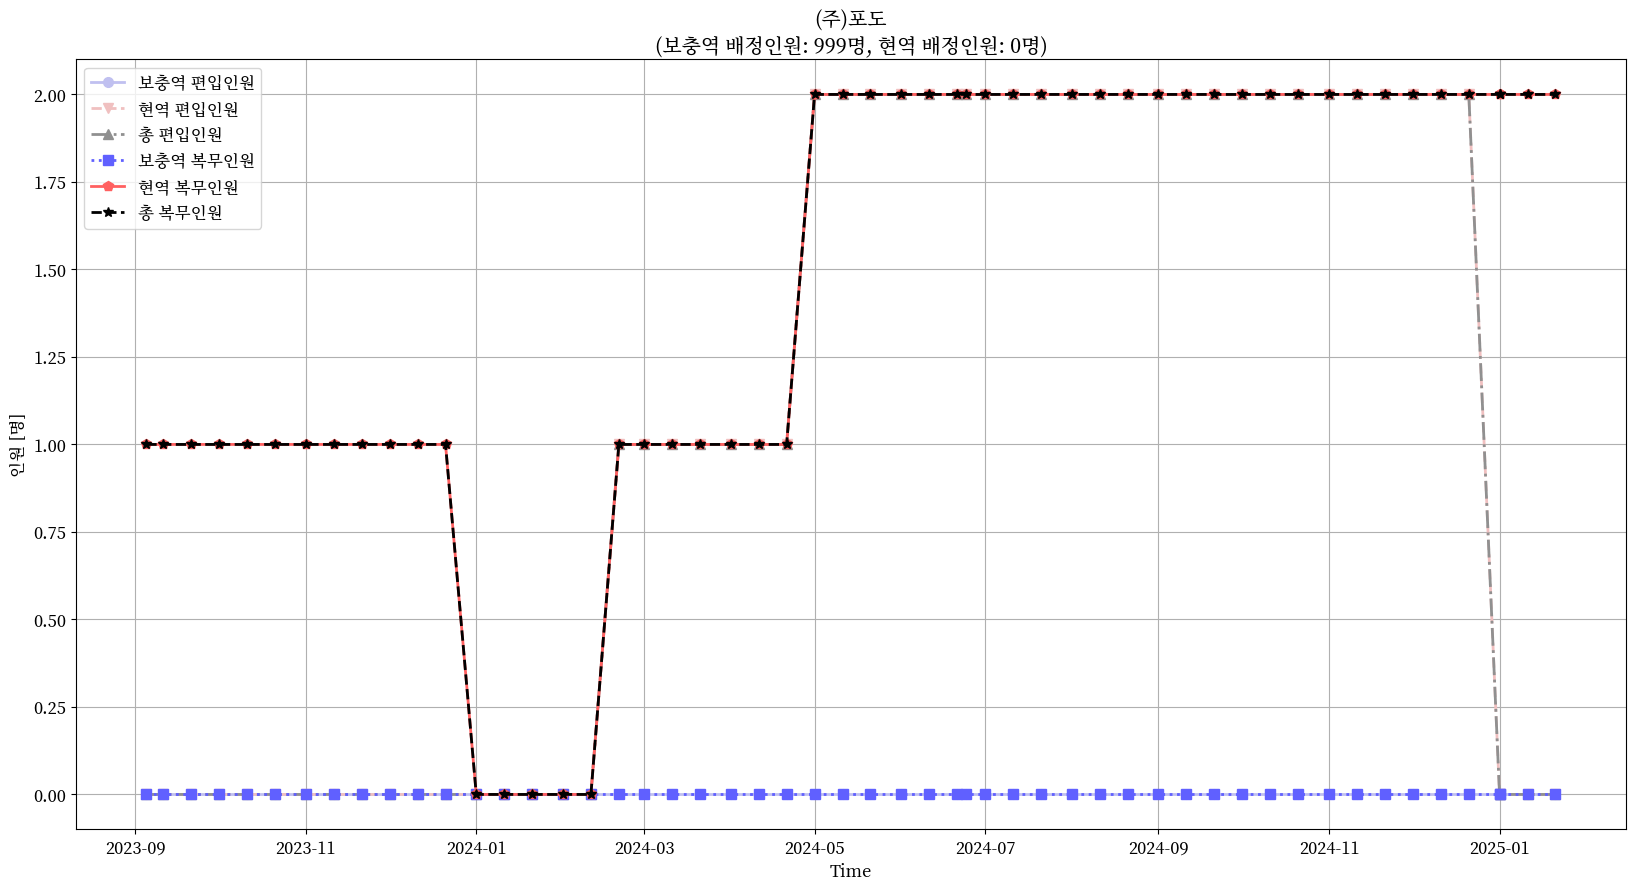 (주)포도
(보충역 배정인원: 999명, 현역 배정인원: 0명)
보충역 편입인원
현역 편입인원
총 편입인원
보충역 복무인원
현역 복무인원
총 복무인원
2.00
1.75
1.50
1.25
1.00
0.75
0.50
0.25
0.00
인원 [명]
2023-09 2023-11 2024-01 2024-03 2024-05 2024-07 2024-09 2024-11 2025-01
Time